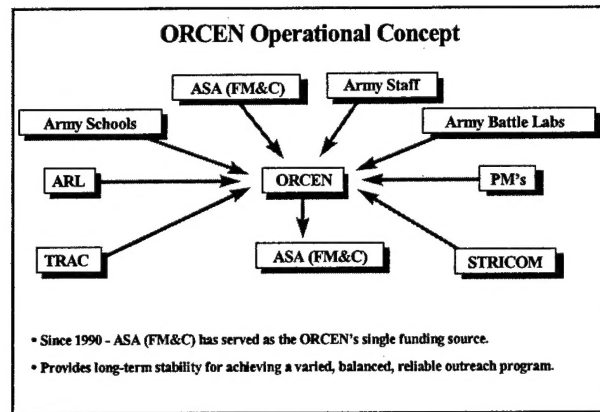 ORCEN Operational Concept
ASA (FM&C)
Army Staff
Army Schools
Army Battle Labs
ARL
ORCEN
PM's
TRAC
ASA (FM&C)
STRICOM
• Since 1990 - ASA (FM&C) has served as the ORCEN's single funding source.
• Provides long-term stability for achieving a varied, balanced, reliable outreach program.